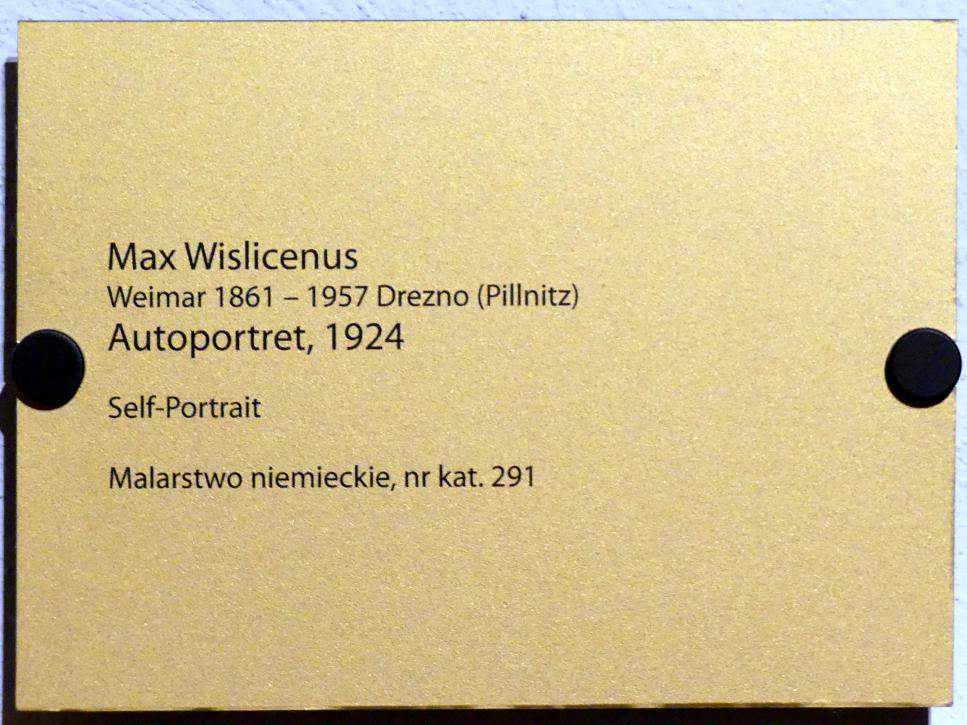 Max Wislicenus
Weimar 1861 – 1957 Drezno (Pillnitz)
Autoportret, 1924
Self-Portrait
Malarstwo niemieckie, nr kat. 291